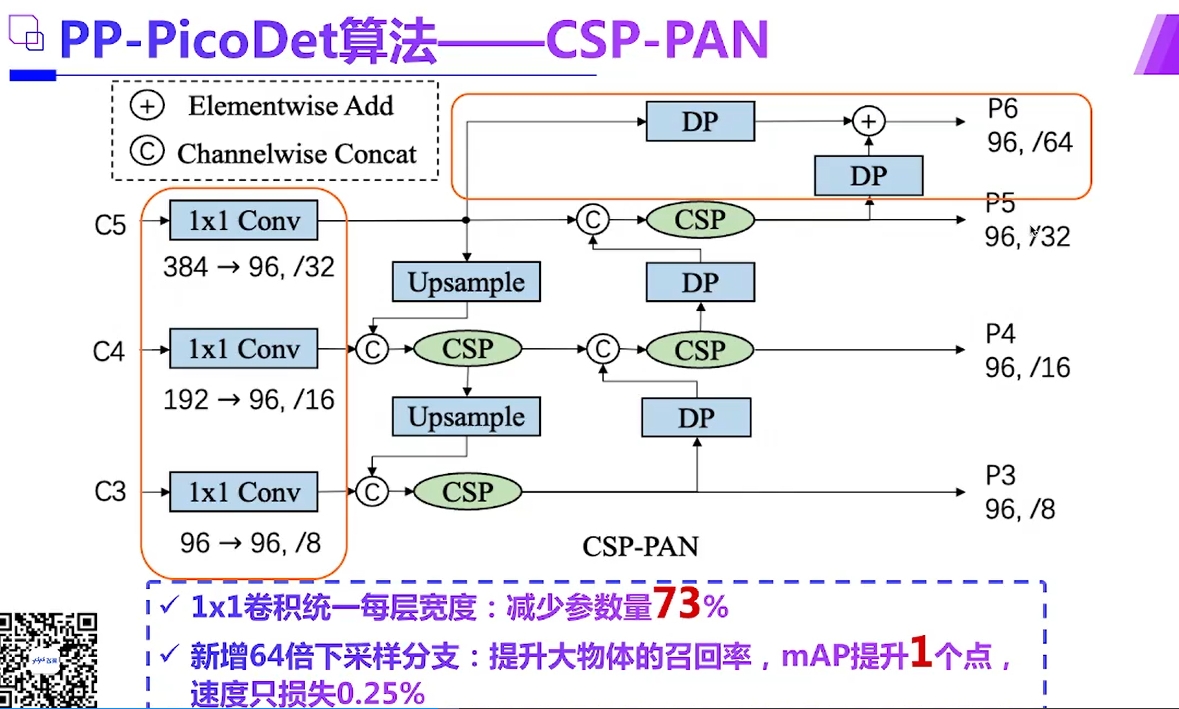 PP-PicoDet算法——CSP-PAN
+ Elementwise Add
C Channelwise Concat
DP
+
P6
96, /64
DP
C5
1x1 Conv
C
CSP
P5
96, /32
384 → 96, /32
Upsample
DP
C4
1x1 Conv
C
CSP
C
CSP
P4
96, /16
192 → 96, /16
Upsample
DP
C3
1x1 Conv
C
CSP
P3
96, /8
96 → 96, /8
CSP-PAN
✓ 1x1卷积统一每层宽度：减少参数量73%
✓ 新增64倍下采样分支：提升大物体的召回率，mAP提升1个点，
速度只损失0.25%